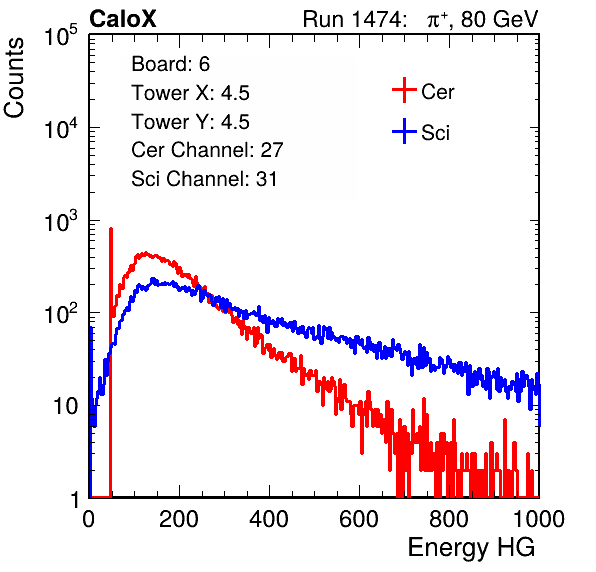 CaloX Run 1474: π⁺, 80 GeV
Board: 6
Tower X: 4.5
Tower Y: 4.5
Cer Channel: 27
Sci Channel: 31
Cer
Sci
Counts
10⁵
10⁴
10³
10²
10
1
0 200 400 600 800 1000
Energy HG